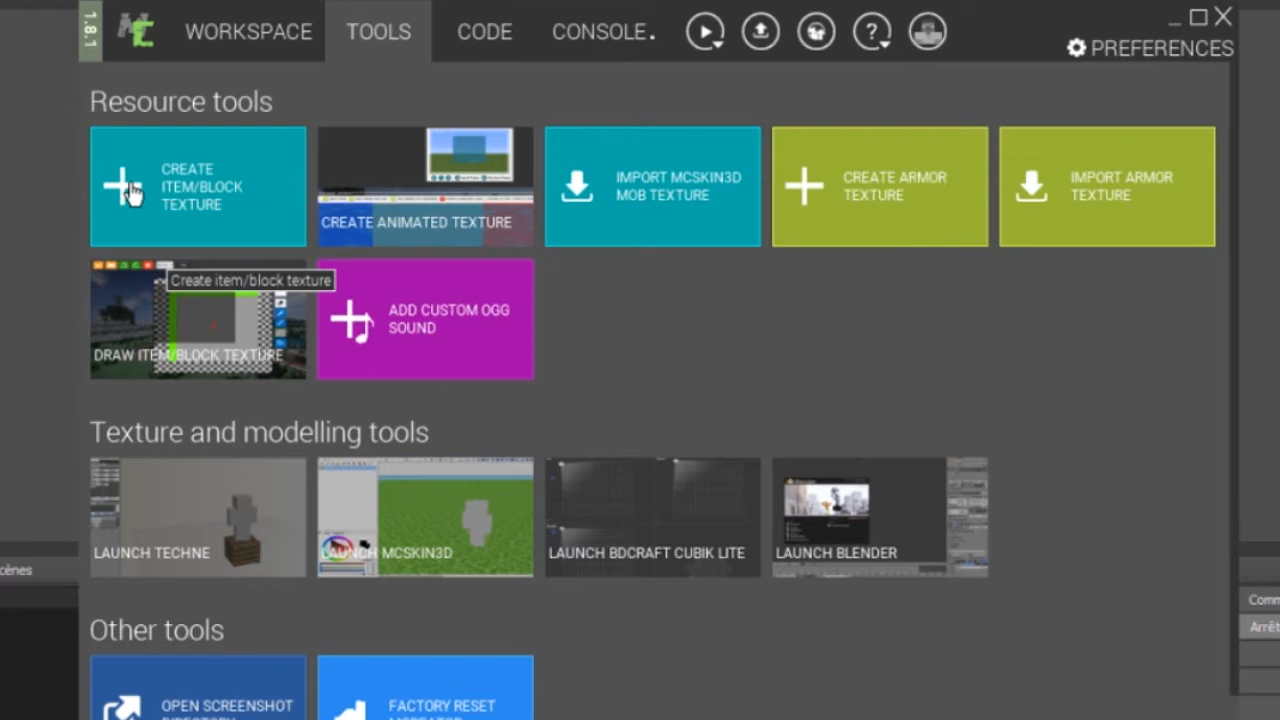 1.8.1
WORKSPACE
TOOLS
CODE
CONSOLE.
?
PREFERENCES
Resource tools
CREATE
ITEM/BLOCK
TEXTURE
CREATE ANIMATED TEXTURE
IMPORT MCSKIN3D
MOB TEXTURE
CREATE ARMOR
TEXTURE
IMPORT ARMOR
TEXTURE
Create item/block texture
DRAW ITEM/BLOCK TEXTURE
ADD CUSTOM OGG
SOUND
Texture and modelling tools
LAUNCH TECHNE
LAUNCH MCSKIN3D
LAUNCH BDCRAFT CUBIK LITE
LAUNCH BLENDER
cènes
Comm
Arrêt
Other tools
OPEN SCREENSHOT
DIRECTORY
FACTORY RESET
MCREATOR